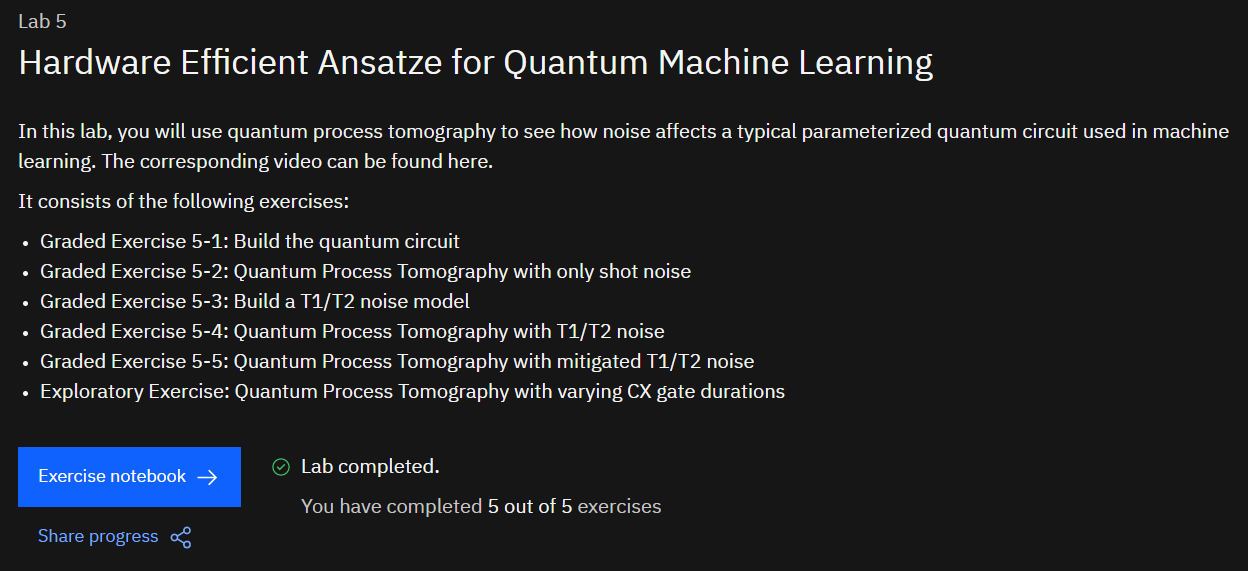 Lab 5
Hardware Efficient Ansatze for Quantum Machine Learning
In this lab, you will use quantum process tomography to see how noise affects a typical parameterized quantum circuit used in machine
learning. The corresponding video can be found here.
It consists of the following exercises:
• Graded Exercise 5-1: Build the quantum circuit
• Graded Exercise 5-2: Quantum Process Tomography with only shot noise
• Graded Exercise 5-3: Build a T1/T2 noise model
• Graded Exercise 5-4: Quantum Process Tomography with T1/T2 noise
• Graded Exercise 5-5: Quantum Process Tomography with mitigated T1/T2 noise
• Exploratory Exercise: Quantum Process Tomography with varying CX gate durations
Exercise notebook →
Lab completed.
You have completed 5 out of 5 exercises
Share progress